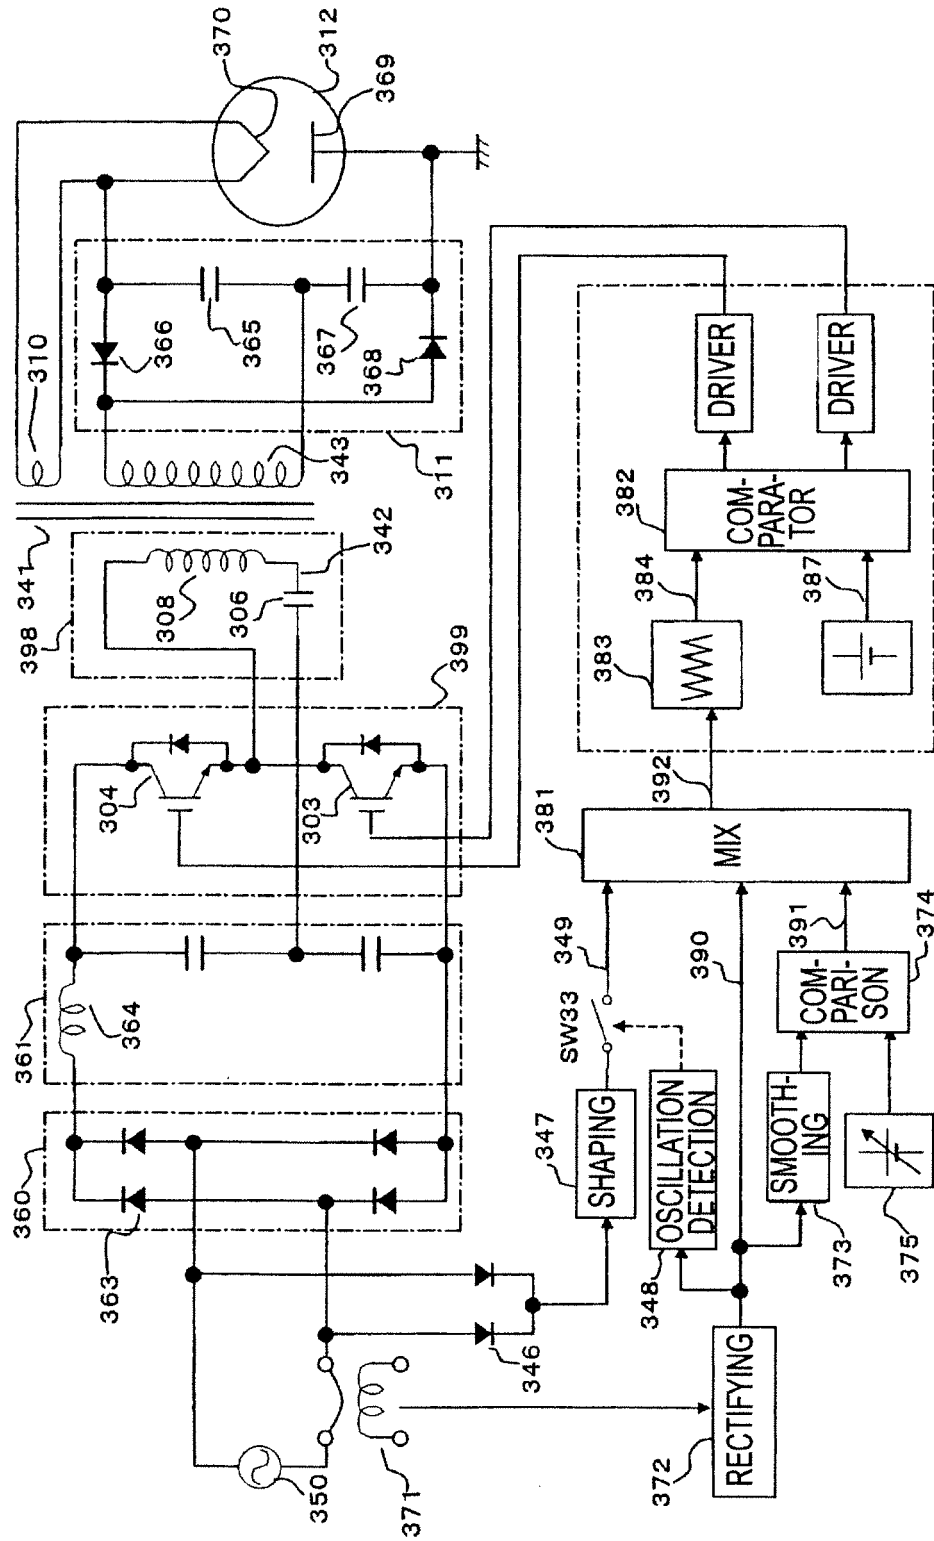 370
312
369
310
366
365
367
368
343
311
341
398
308
306
342
399
304
303
361
364
360
363
350
371
346
347
SHAPING
SW33
349
348
OSCILLATION
DETECTION
390
SMOOTH-
ING
373
375
COM-
PARI-
SON
391
374
372
RECTIFYING
381
MIX
392
383
384
387
382
COM-
PARA-
TOR
DRIVER
DRIVER